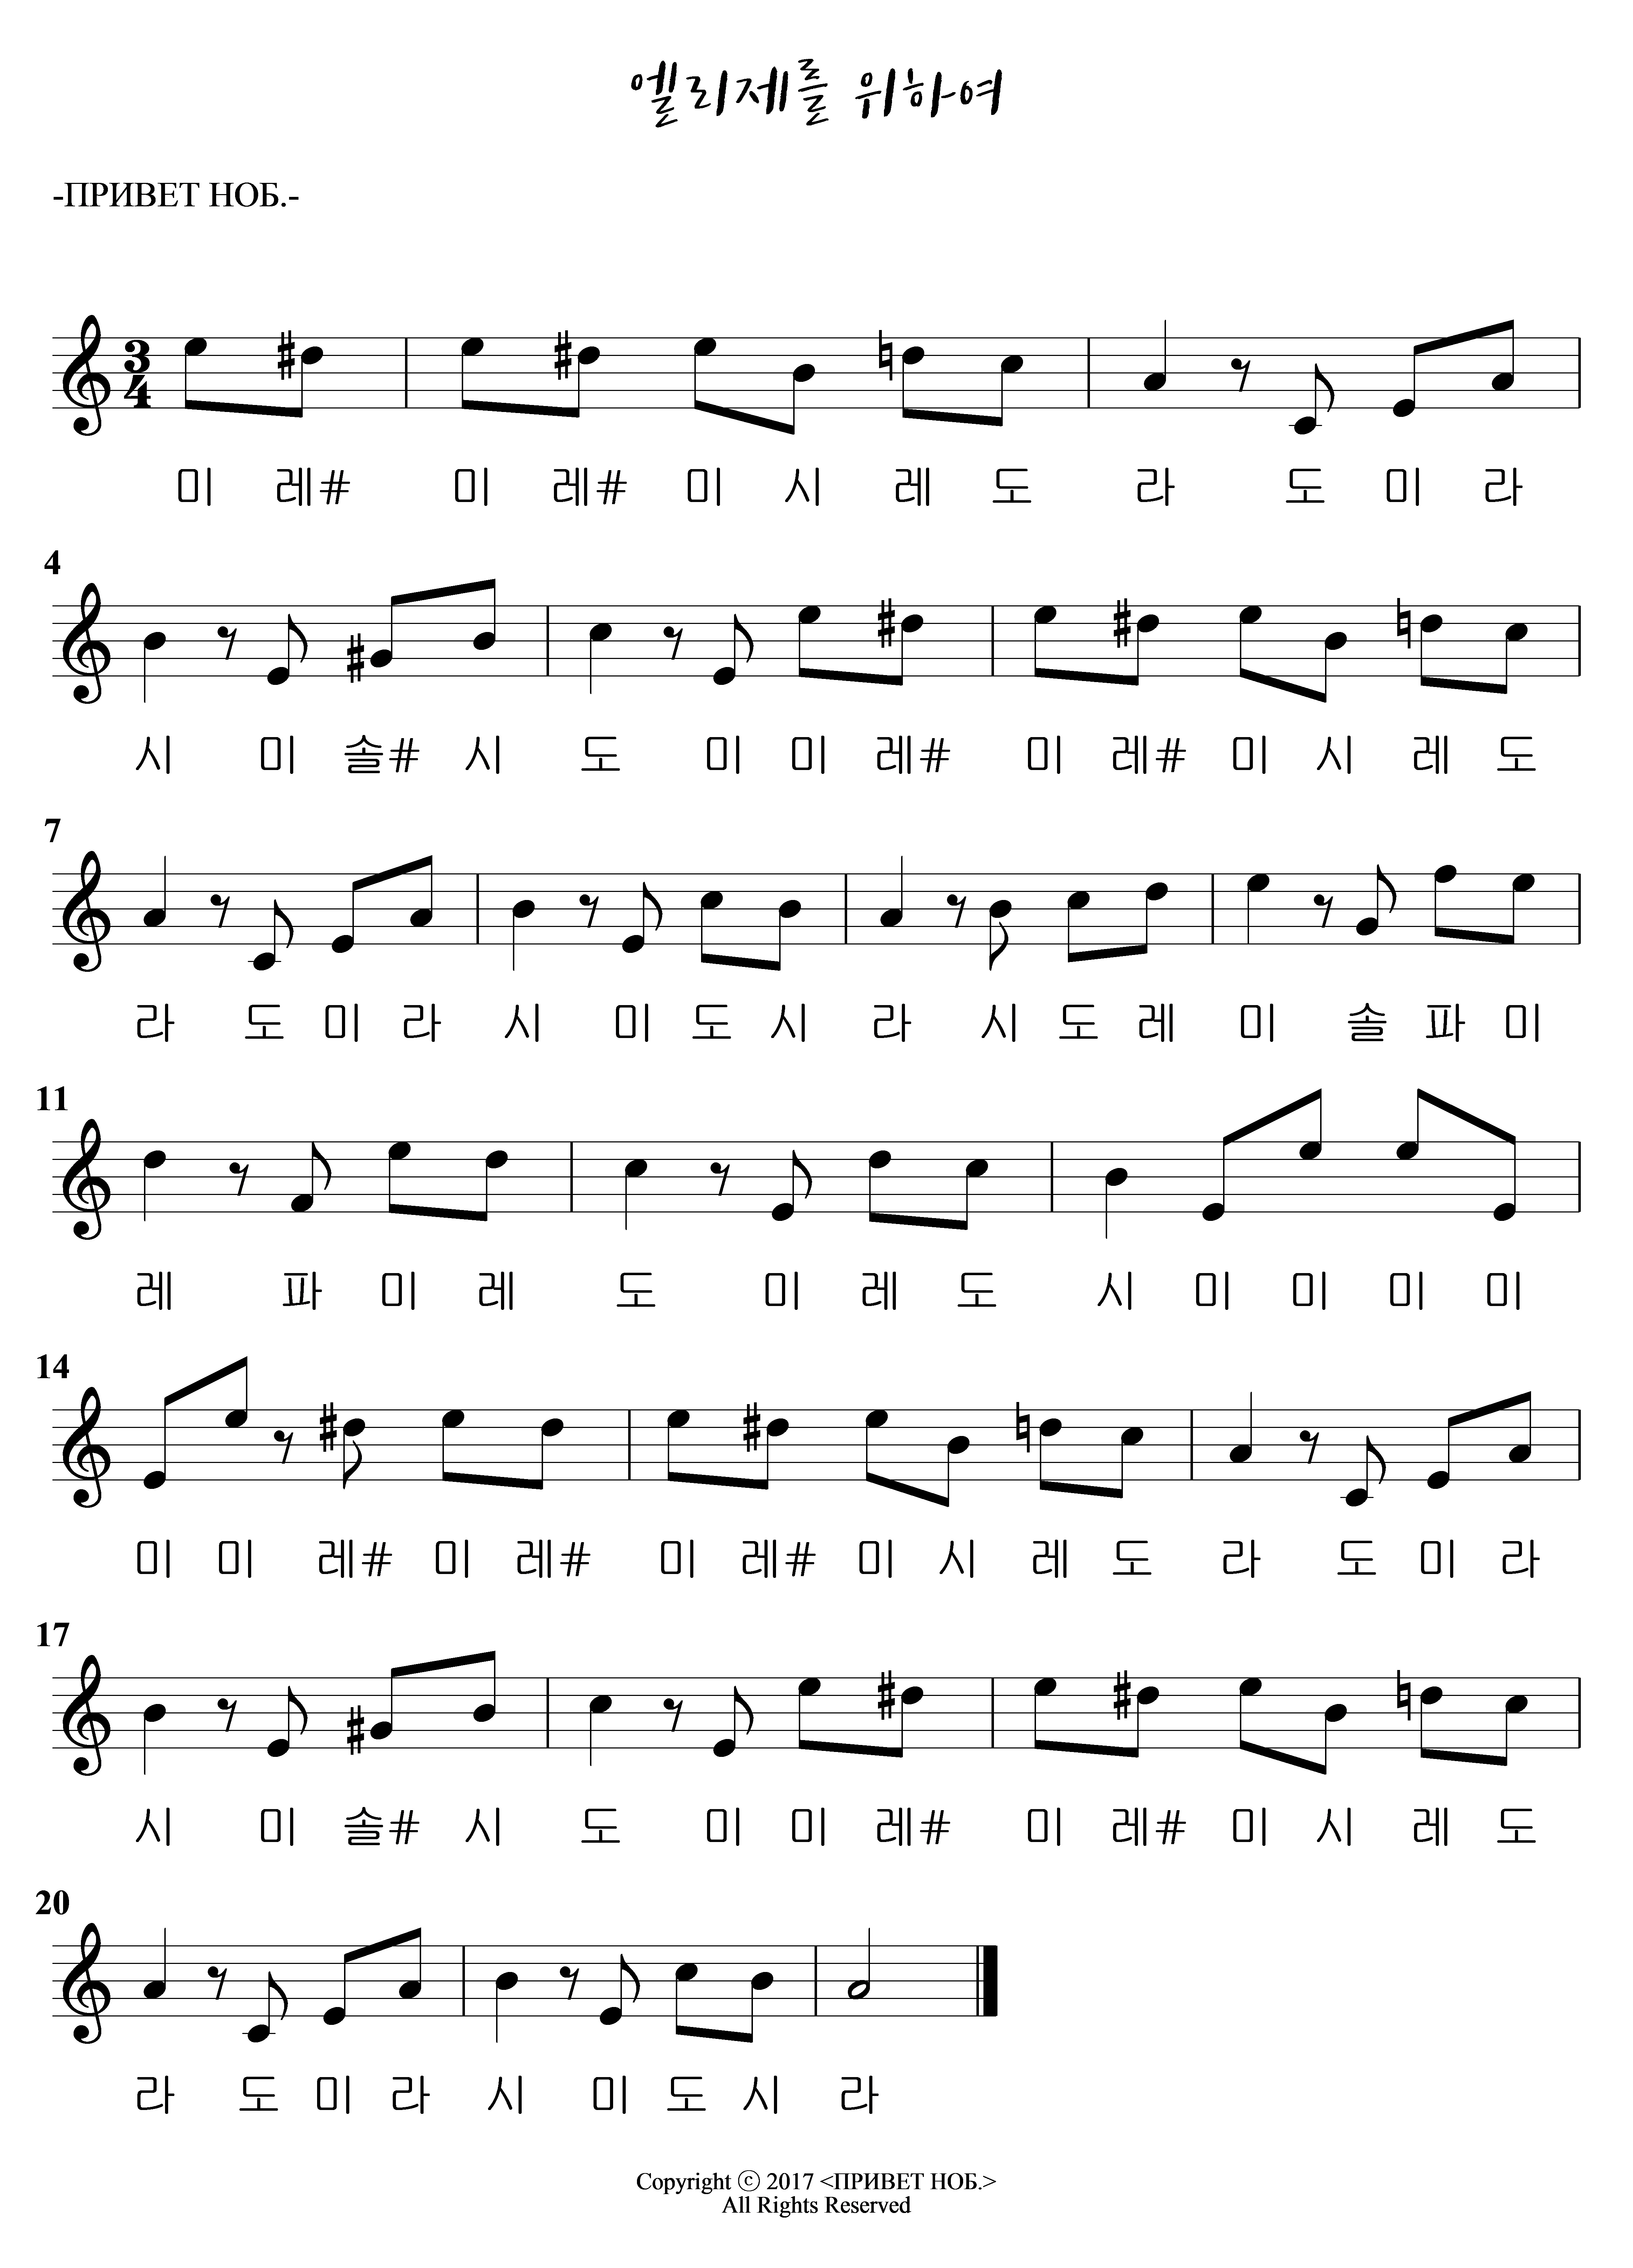 엘리제를 위하여
-ПРИВЕТ НОБ.-
3
4
미 레# 미 레# 미 시 레 도 라 도 미 라
4
시 미 솔# 시 도 미 미 레# 미 레# 미 시 레 도
7
라 도 미 라 시 미 도 시 라 시 도 레 미 솔 파 미
11
레 파 미 레 도 미 레 도 시 미 미 미 미
14
미 미 레# 미 레# 미 레# 미 시 레 도 라 도 미 라
17
시 미 솔# 시 도 미 미 레# 미 레# 미 시 레 도
20
라 도 미 라 시 미 도 시 라
Copyright ⓒ 2017 <ПРИВЕТ НОБ.>
All Rights Reserved